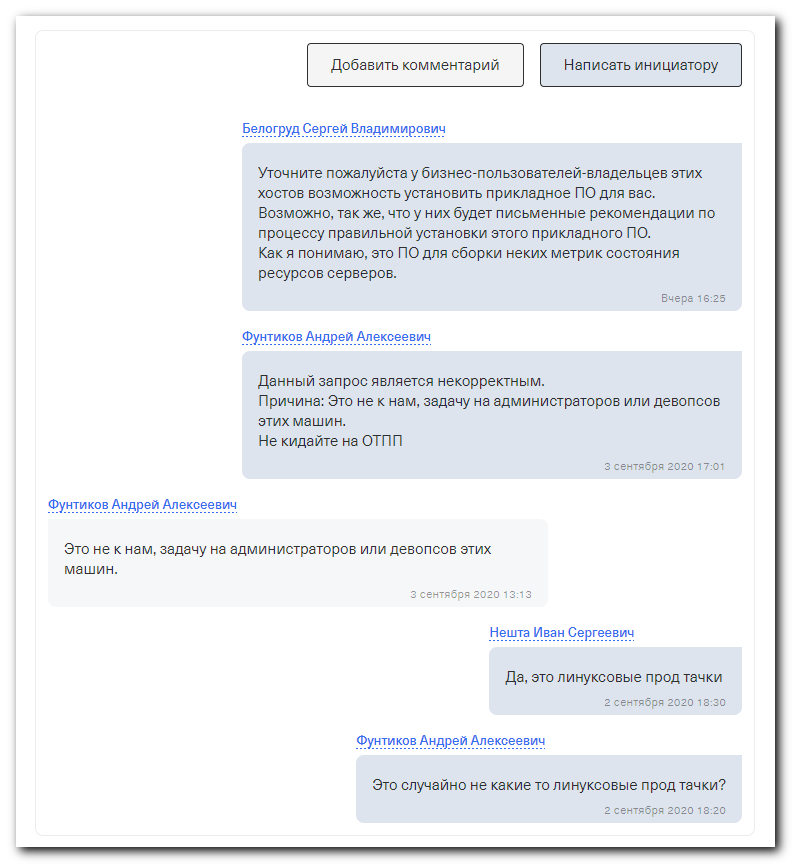 Добавить комментарий
Написать инициатору
Белогруд Сергей Владимирович
Уточните пожалуйста у бизнес-пользователей-владельцев этих
хостов возможность установить прикладное ПО для вас.
Возможно, так же, что у них будет письменные рекомендации по
процессу правильной установки этого прикладного ПО.
Как я понимаю, это ПО для сборки неких метрик состояния
ресурсов серверов.
Вчера 16:25
Фунтиков Андрей Алексеевич
Данный запрос является некорректным.
Причина: Это не к нам, задачу на администраторов или девопсов
этих машин.
Не кидайте на ОТПП
3 сентября 2020 17:01
Фунтиков Андрей Алексеевич
Это не к нам, задачу на администраторов или девопсов этих
машин.
3 сентября 2020 13:13
Нешта Иван Сергеевич
Да, это линуксовые прод тачки
2 сентября 2020 18:30
Фунтиков Андрей Алексеевич
Это случайно не какие то линуксовые прод тачки?
2 сентября 2020 18:20